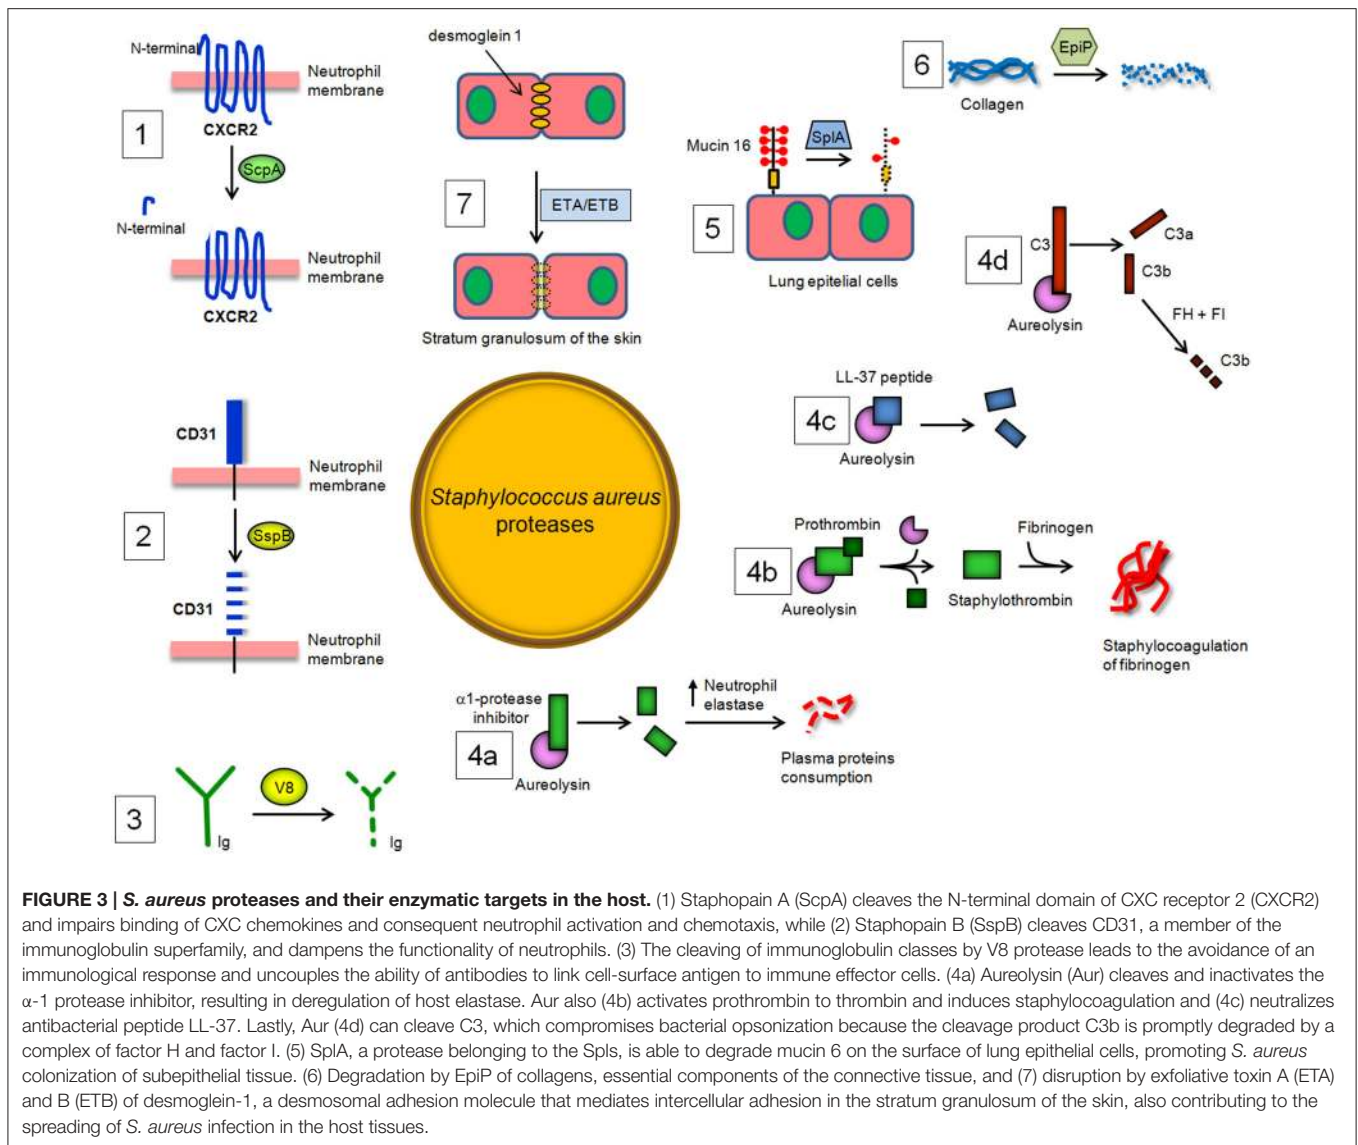 N-terminal
Neutrophil
membrane
CXCR2
1
ScpA
N-terminal
Neutrophil
membrane
CXCR2
desmoglein 1
7
ETA/ETB
Stratum granulosum of the skin
6
EpiP
Collagen
Mucin 16
SplA
5
Lung epitelial cells
C3
C3a
4d
C3b
Aureolysin
FH + FI
C3b
LL-37 peptide
4c
Aureolysin
CD31
Neutrophil
membrane
2
SspB
CD31
Neutrophil
membrane
Staphylococcus aureus
proteases
Prothrombin
Fibrinogen
4b
Aureolysin
Staphylothrombin
Staphylocoagulation
of fibrinogen
α1-protease
inhibitor
Neutrophil
elastase
4a
Aureolysin
Plasma proteins
consumption
3
V8
Ig
Ig
FIGURE 3 | S. aureus proteases and their enzymatic targets in the host. (1) Staphopain A (ScpA) cleaves the N-terminal domain of CXC receptor 2 (CXCR2)
and impairs binding of CXC chemokines and consequent neutrophil activation and chemotaxis, while (2) Staphopain B (SspB) cleaves CD31, a member of the
immunoglobulin superfamily, and dampens the functionality of neutrophils. (3) The cleaving of immunoglobulin classes by V8 protease leads to the avoidance of an
immunological response and uncouples the ability of antibodies to link cell-surface antigen to immune effector cells. (4a) Aureolysin (Aur) cleaves and inactivates the
α-1 protease inhibitor, resulting in deregulation of host elastase. Aur also (4b) activates prothrombin to thrombin and induces staphylocoagulation and (4c) neutralizes
antibacterial peptide LL-37. Lastly, Aur (4d) can cleave C3, which compromises bacterial opsonization because the cleavage product C3b is promptly degraded by a
complex of factor H and factor I. (5) SplA, a protease belonging to the Spls, is able to degrade mucin 6 on the surface of lung epithelial cells, promoting S. aureus
colonization of subepithelial tissue. (6) Degradation by EpiP of collagens, essential components of the connective tissue, and (7) disruption by exfoliative toxin A (ETA)
and B (ETB) of desmoglein-1, a desmosomal adhesion molecule that mediates intercellular adhesion in the stratum granulosum of the skin, also contributing to the
spreading of S. aureus infection in the host tissues.